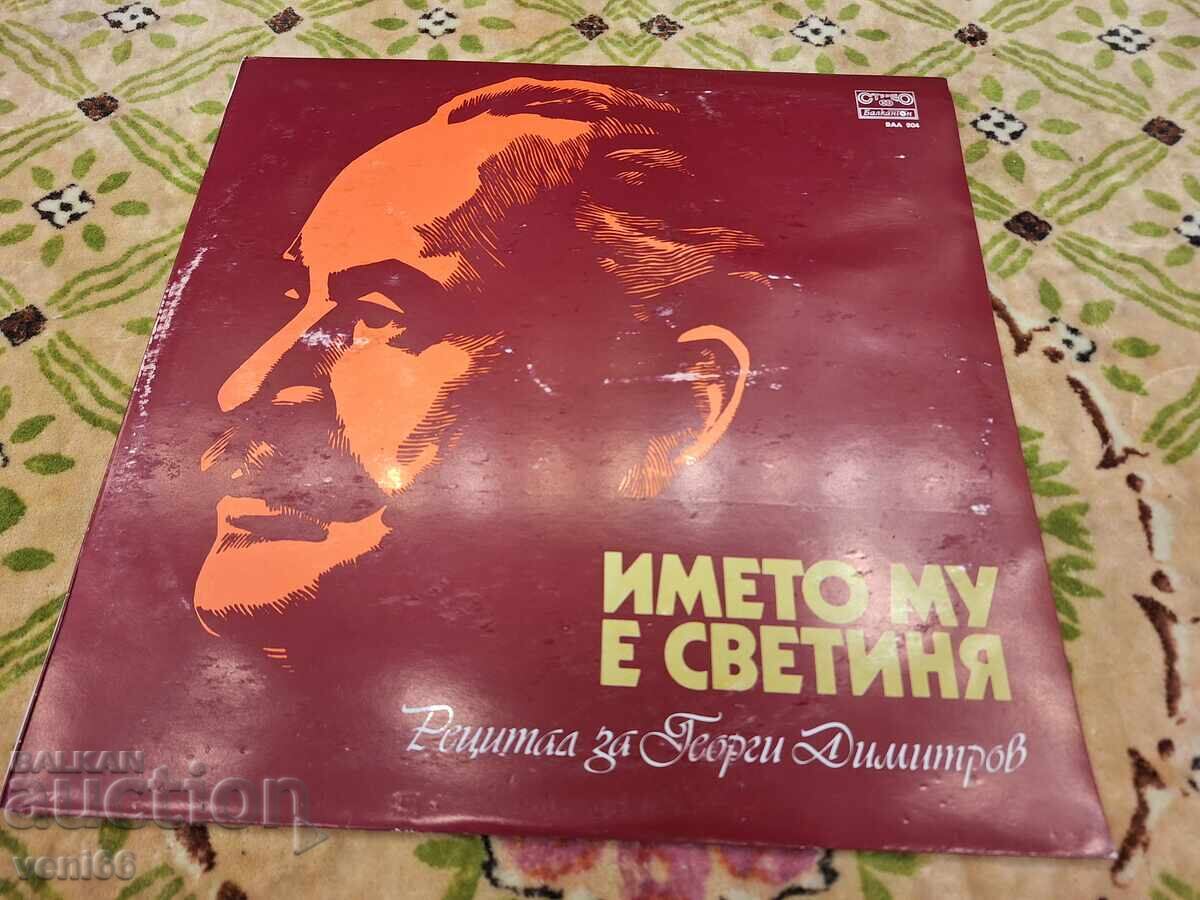 СТЕРЕО
Балкантон
ВАА 904
ИМЕТО МУ
Е СВЕТИНЯ
Рецитал за Георги Димитров
BALKAN
auction
veni66